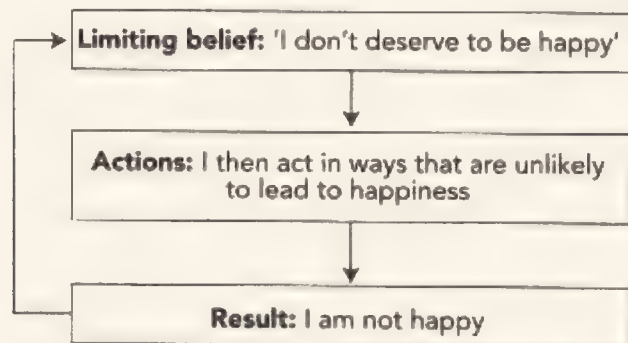 Limiting belief: 'I don't deserve to be happy'
Actions: I then act in ways that are unlikely
to lead to happiness
Result: I am not happy